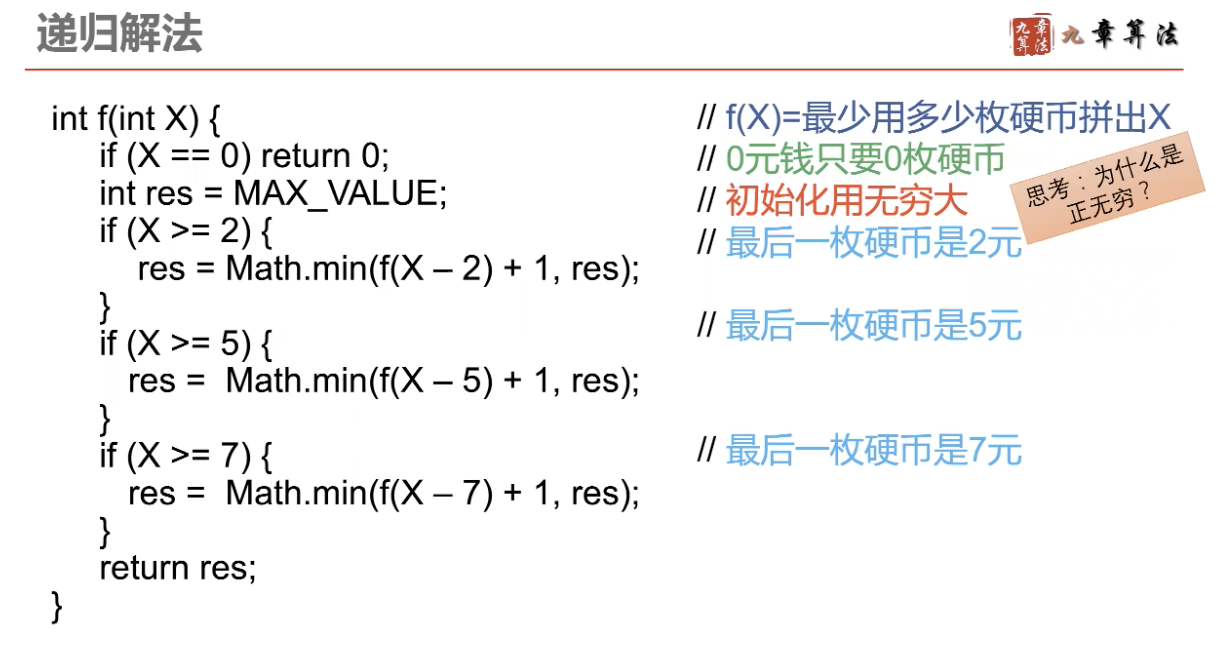 递归解法
九章算法
九章算法
int f(int X) { // f(X)=最少用多少枚硬币拼出X
if (X == 0) return 0; // 0元钱只要0枚硬币
int res = MAX_VALUE; // 初始化用无穷大
思考：为什么是
正无穷？
if (X >= 2) { // 最后一枚硬币是2元
res = Math.min(f(X – 2) + 1, res);
}
if (X >= 5) { // 最后一枚硬币是5元
res =  Math.min(f(X – 5) + 1, res);
}
if (X >= 7) { // 最后一枚硬币是7元
res =  Math.min(f(X – 7) + 1, res);
}
return res;
}